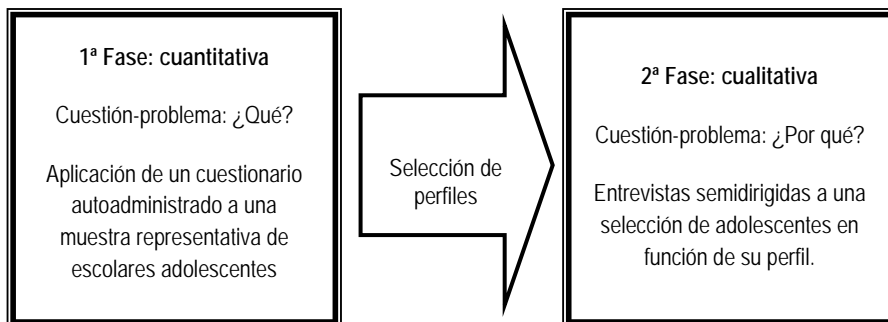 1ª Fase: cuantitativa
Cuestión-problema: ¿Qué?
Aplicación de un cuestionario
autoadministrado a una
muestra representativa de
escolares adolescentes
Selección de
perfiles
2ª Fase: cualitativa
Cuestión-problema: ¿Por qué?
Entrevistas semidirigidas a una
selección de adolescentes en
función de su perfil.